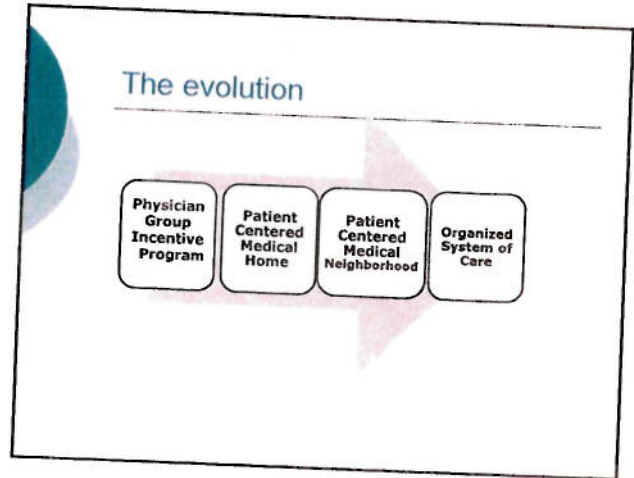 The evolution
Physician
Group
Incentive
Program
Patient
Centered
Medical
Home
Patient
Centered
Medical
Neighborhood
Organized
System of
Care